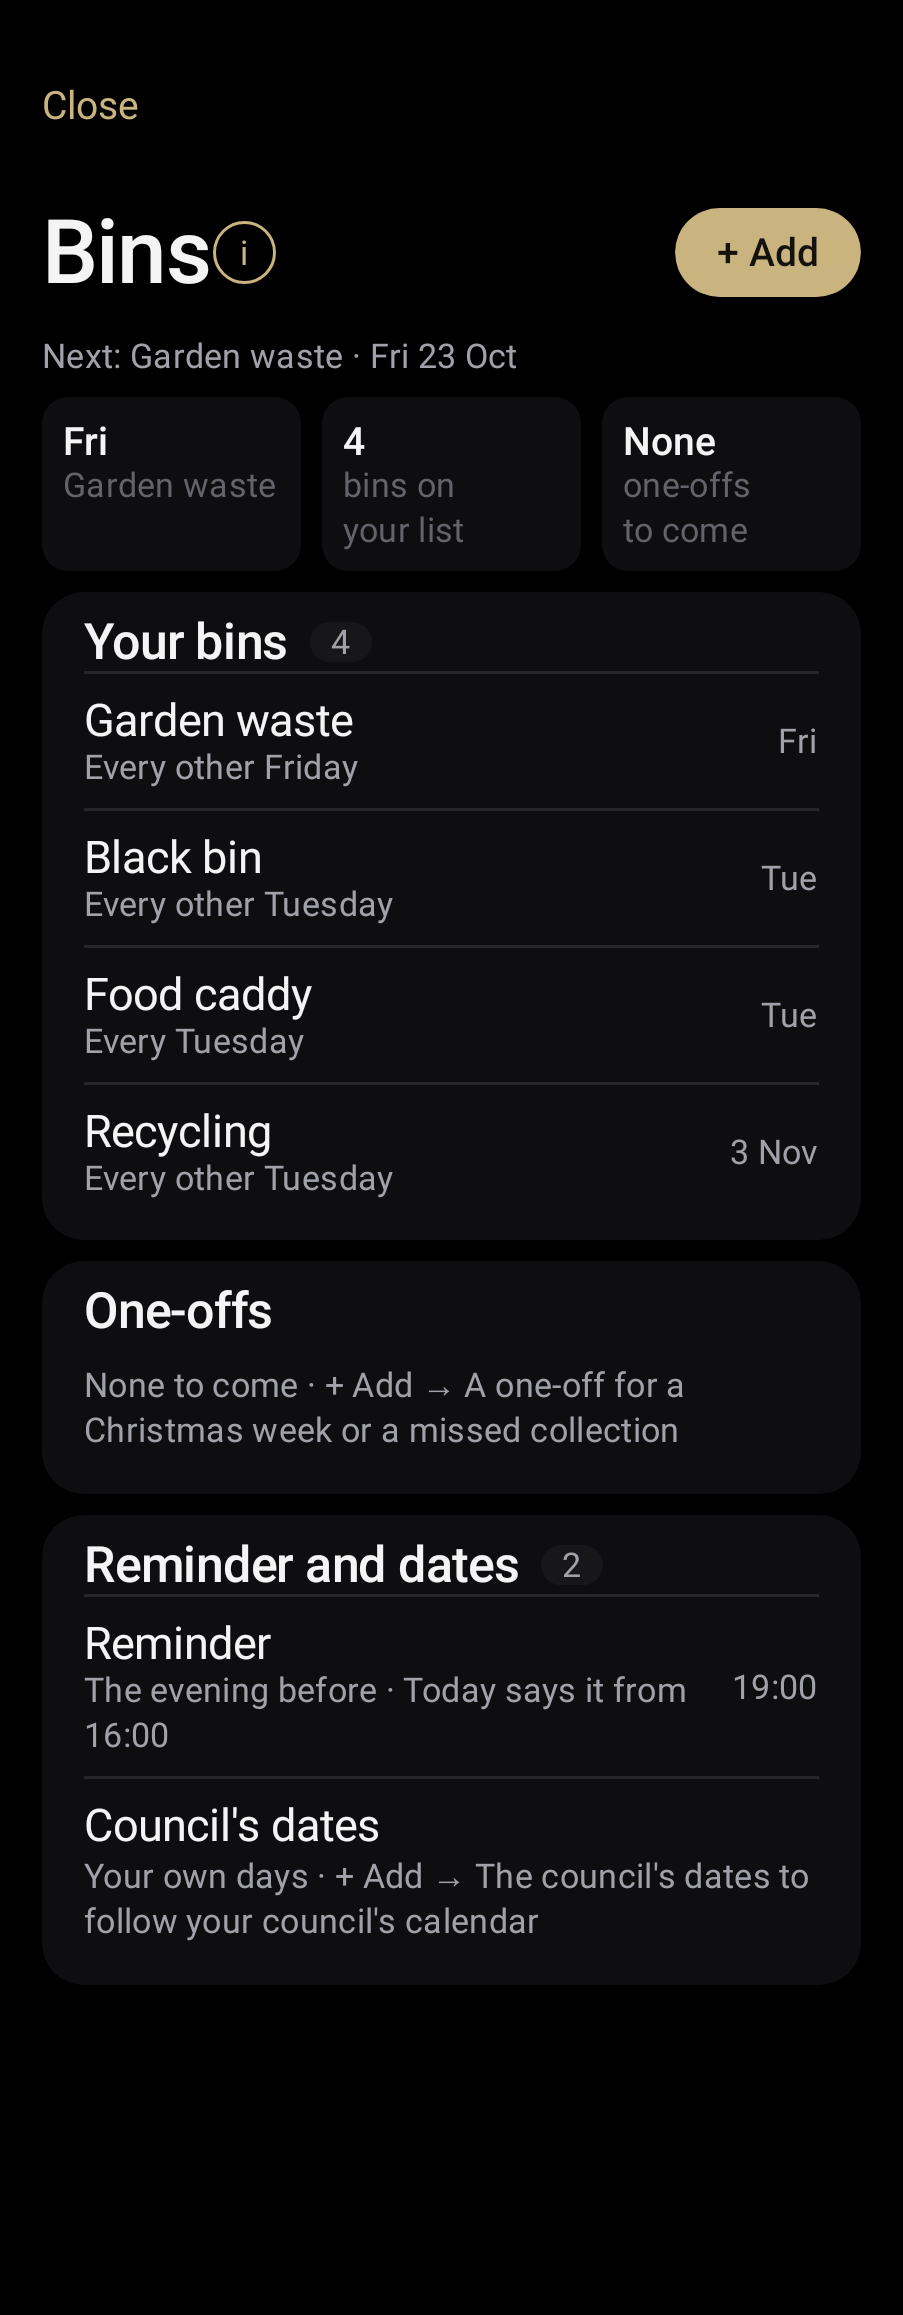 Close
Bins i
+ Add
Next: Garden waste · Fri 23 Oct
Fri
Garden waste
4
bins on
your list
None
one-offs
to come
Your bins 4
Garden waste
Every other Friday
Fri
Black bin
Every other Tuesday
Tue
Food caddy
Every Tuesday
Tue
Recycling
Every other Tuesday
3 Nov
One-offs
None to come · + Add → A one-off for a
Christmas week or a missed collection
Reminder and dates 2
Reminder
The evening before · Today says it from
16:00
19:00
Council's dates
Your own days · + Add → The council's dates to
follow your council's calendar